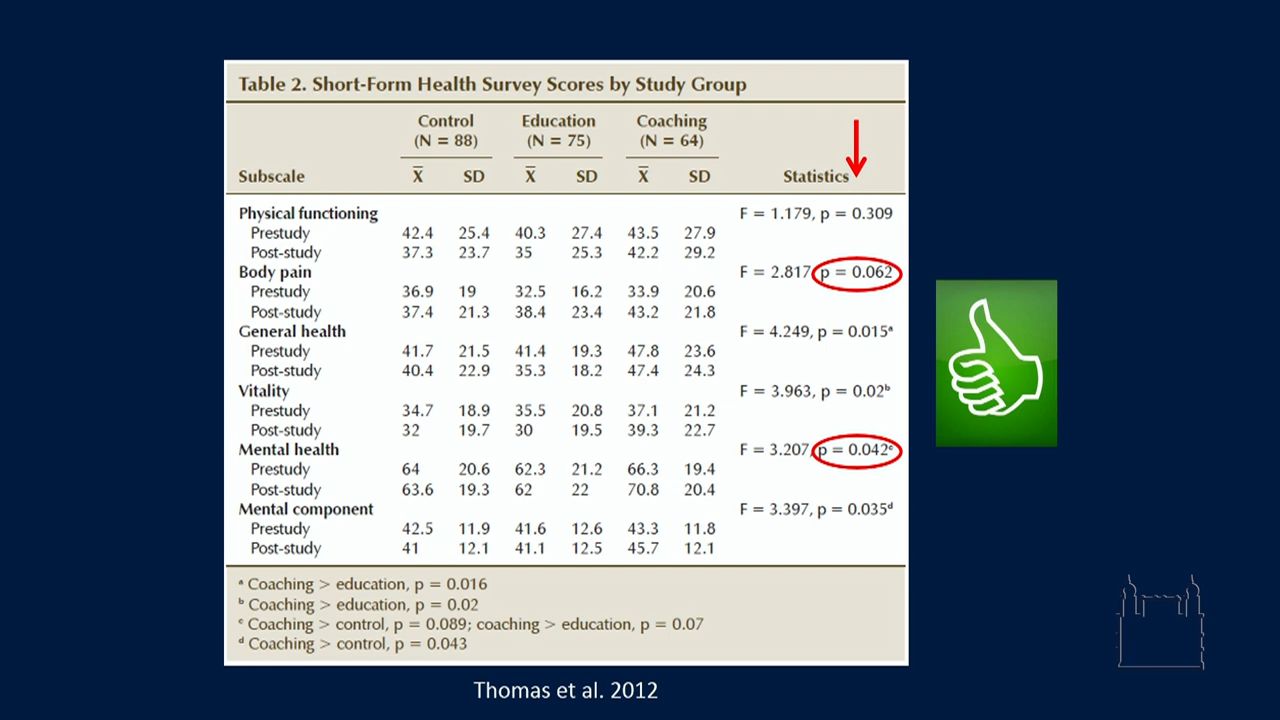 Table 2. Short-Form Health Survey Scores by Study Group
Control Education Coaching
(N = 88) (N = 75) (N = 64)
Subscale X̄ SD X̄ SD X̄ SD Statistics
Physical functioning F = 1.179, p = 0.309
Prestudy 42.4 25.4 40.3 27.4 43.5 27.9
Post-study 37.3 23.7 35 25.3 42.2 29.2
Body pain F = 2.817, p = 0.062
Prestudy 36.9 19 32.5 16.2 33.9 20.6
Post-study 37.4 21.3 38.4 23.4 43.2 21.8
General health F = 4.249, p = 0.015ᵃ
Prestudy 41.7 21.5 41.4 19.3 47.8 23.6
Post-study 40.4 22.9 35.3 18.2 47.4 24.3
Vitality F = 3.963, p = 0.02ᵇ
Prestudy 34.7 18.9 35.5 20.8 37.1 21.2
Post-study 32 19.7 30 19.5 39.3 22.7
Mental health F = 3.207, p = 0.042ᶜ
Prestudy 64 20.6 62.3 21.2 66.3 19.4
Post-study 63.6 19.3 62 22 70.8 20.4
Mental component F = 3.397, p = 0.035ᵈ
Prestudy 42.5 11.9 41.6 12.6 43.3 11.8
Post-study 41 12.1 41.1 12.5 45.7 12.1
ᵃ Coaching > education, p = 0.016
ᵇ Coaching > education, p = 0.02
ᶜ Coaching > control, p = 0.089; coaching > education, p = 0.07
ᵈ Coaching > control, p = 0.043
Thomas et al. 2012